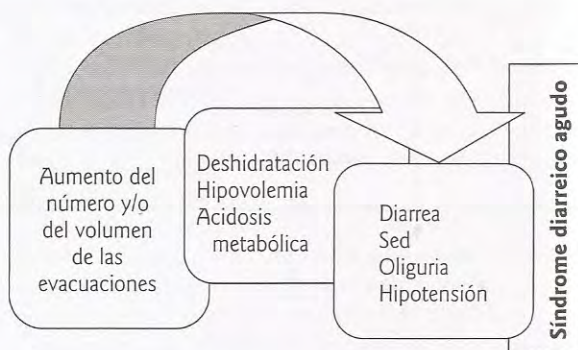 Aumento del
número y/o
del volumen
de las
evacuaciones
Deshidratación
Hipovolemia
Acidosis
metabólica
Diarrea
Sed
Oliguria
Hipotensión
Síndrome diarreico agudo